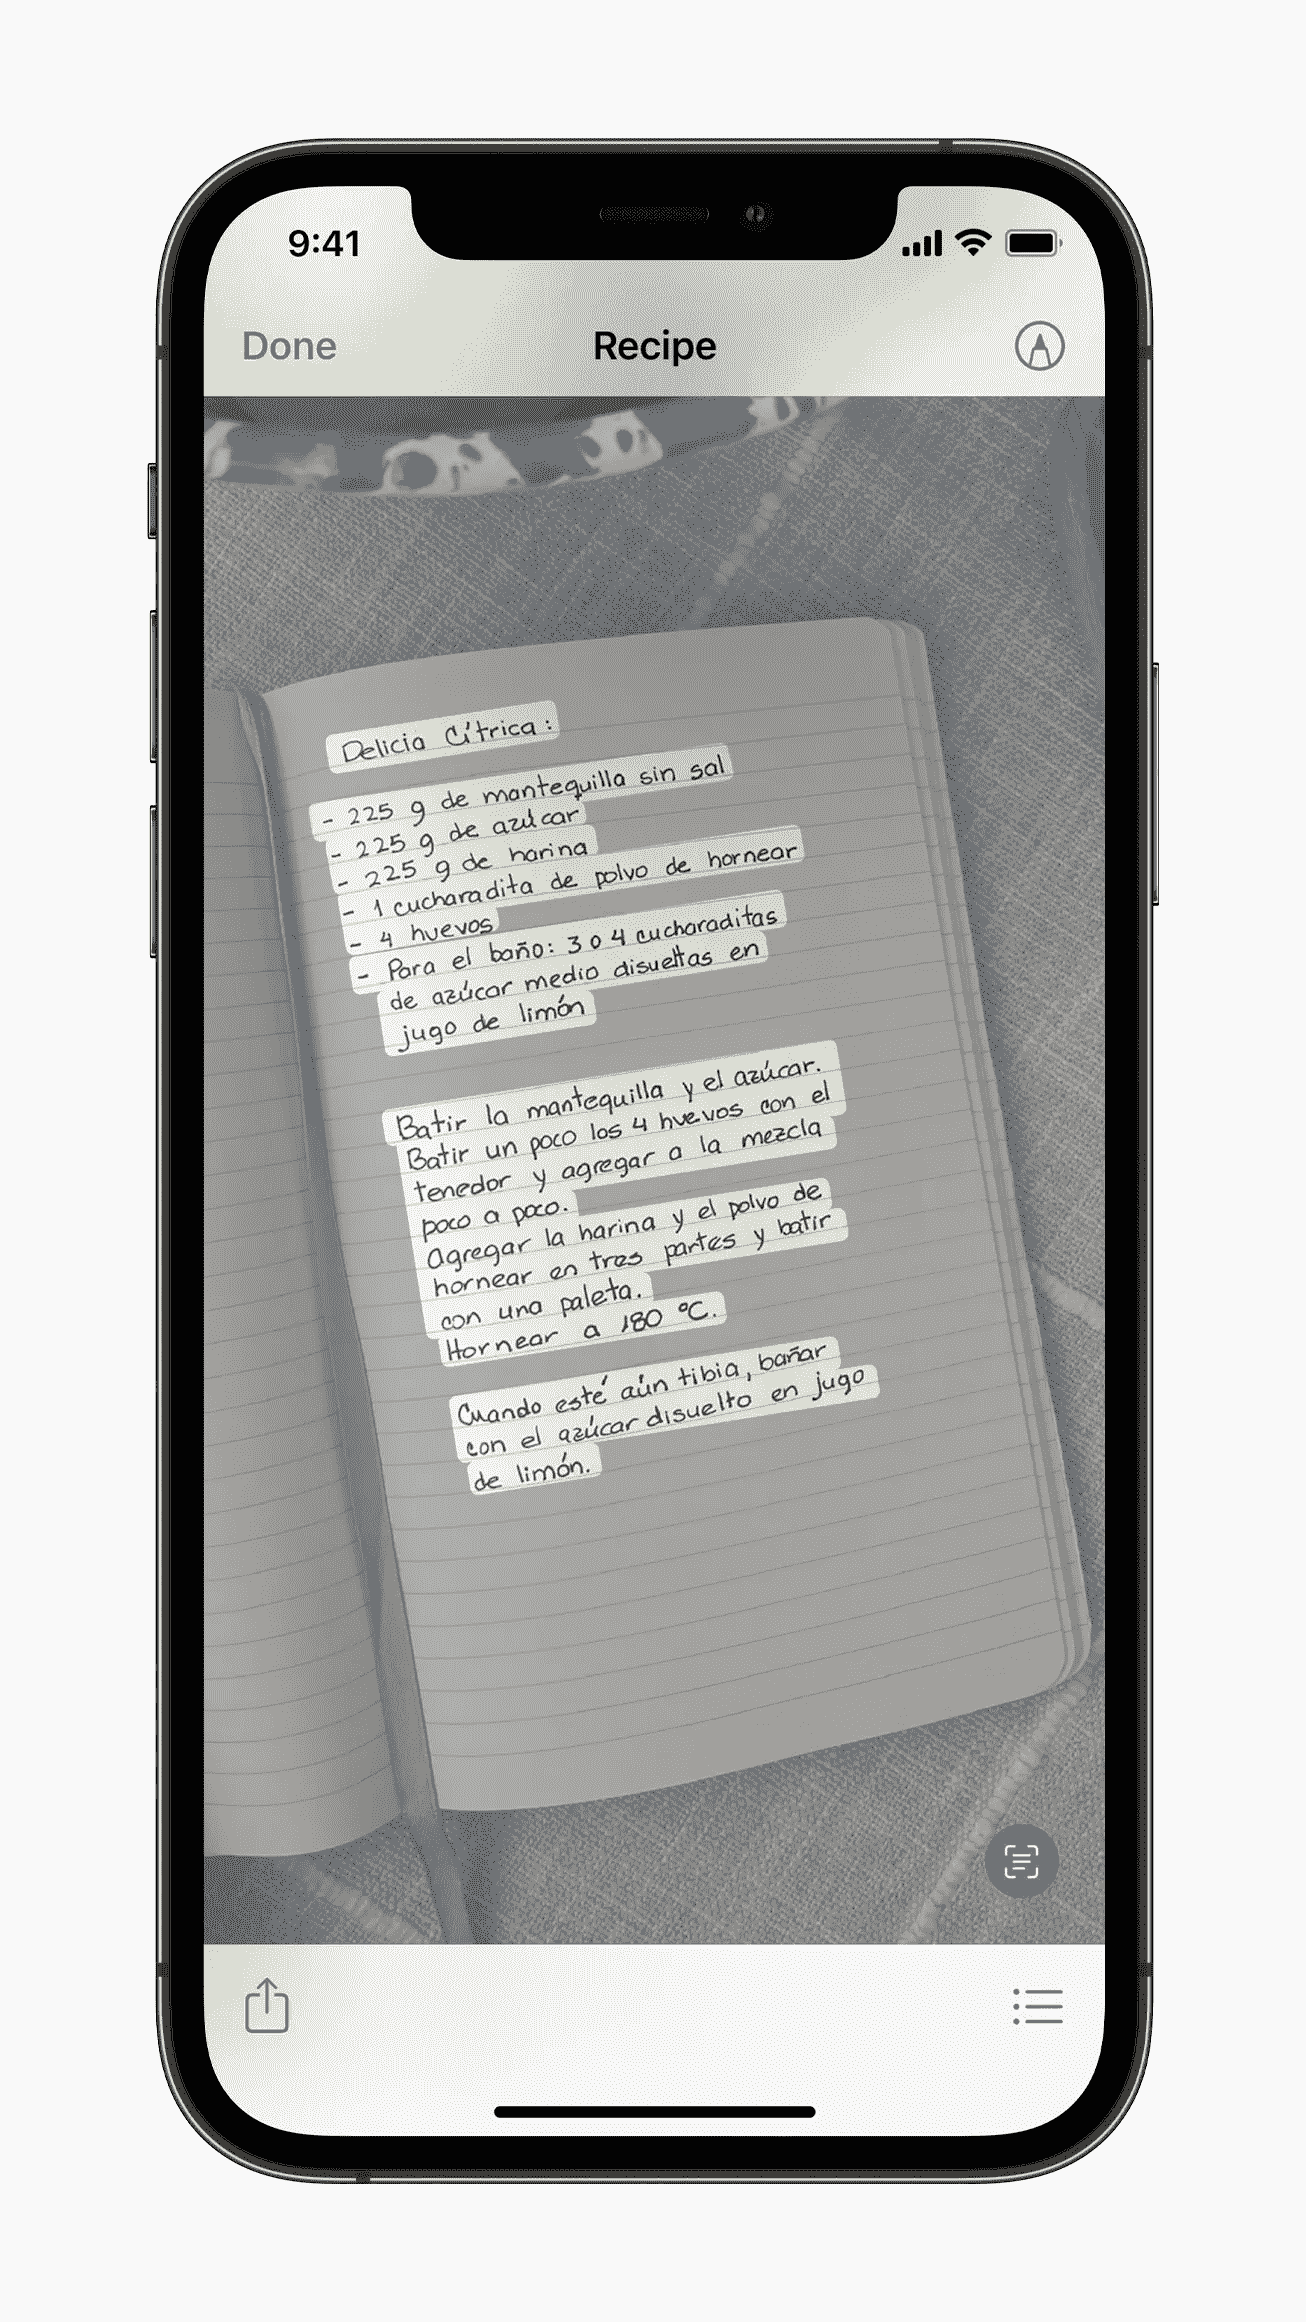 9:41
Done
Recipe
Delicia Cítrica:
- 225 g de mantequilla sin sal
- 225 g de azúcar
- 225 g de harina
- 1 cucharadita de polvo de hornear
- 4 huevos
- Para el baño: 3 o 4 cucharaditas
de azúcar medio disueltas en
jugo de limón
Batir la mantequilla y el azúcar.
Batir un poco los 4 huevos con el
tenedor y agregar a la mezcla
poco a poco.
Agregar la harina y el polvo de
hornear en tres partes y batir
con una paleta.
Hornear a 180 °C.
Cuando esté aún tibia, bañar
con el azúcar disuelto en jugo
de limón.